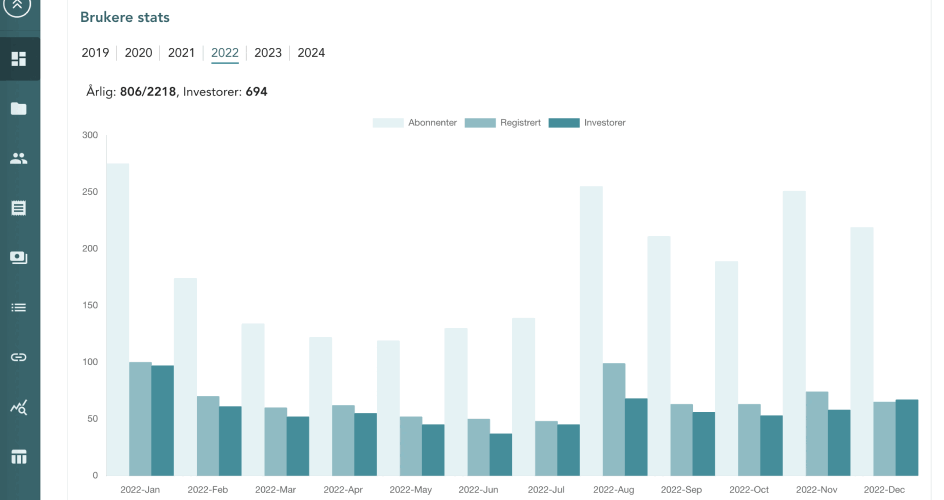 Brukere stats
2019 2020 2021 2022 2023 2024
Årlig: 806/2218, Investorer: 694
Abonnenter Registrert Investorer
300
250
200
150
100
50
0
2022-Jan 2022-Feb 2022-Mar 2022-Apr 2022-May 2022-Jun 2022-Jul 2022-Aug 2022-Sep 2022-Oct 2022-Nov 2022-Dec